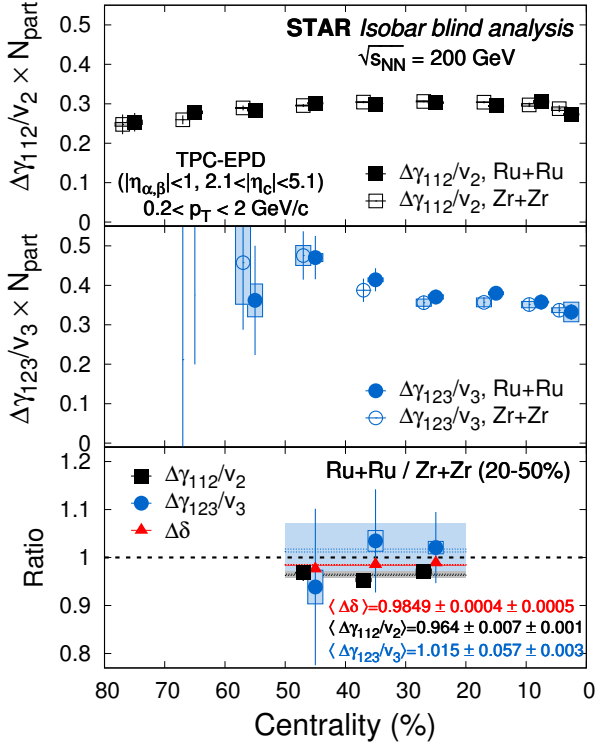 STAR Isobar blind analysis
√sNN = 200 GeV
Δγ112/v2 × Npart
0.5
0.4
0.3
0.2
0.1
0
TPC-EPD
(|ηα,β|<1, 2.1<|ηc|<5.1)
0.2< pT < 2 GeV/c
Δγ112/v2, Ru+Ru
Δγ112/v2, Zr+Zr
Δγ123/v3 × Npart
0.5
0.4
0.3
0.2
0.1
0
Δγ123/v3, Ru+Ru
Δγ123/v3, Zr+Zr
Ratio
1.2
1.1
1
0.9
0.8
Δγ112/v2
Δγ123/v3
Δδ
Ru+Ru / Zr+Zr (20-50%)
⟨ Δδ ⟩=0.9849 ± 0.0004 ± 0.0005
⟨ Δγ112/v2⟩=0.964 ± 0.007 ± 0.001
⟨ Δγ123/v3⟩=1.015 ± 0.057 ± 0.003
80 70 60 50 40 30 20 10 0
Centrality (%)